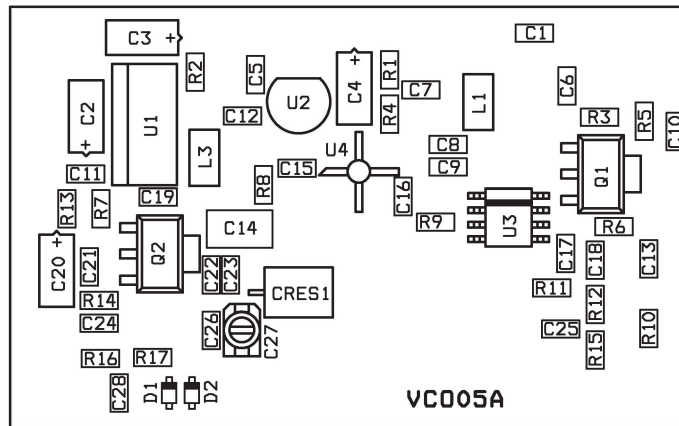 C3 +
C1
R2
C5
+ C4
R1
C7
C6
C2 +
U1
U2
L1
C12
R4
R3
R5
C10
L3
U4
C8
C9
Q1
C11
C15
R8
C16
C19
R13
R7
C14
R9
U3
R6
C20 +
C21
Q2
C22
C23
C17
C18
C13
R14
CRES1
R11
R12
C24
C26
C27
C25
R10
R15
R16
R17
C28
D1
D2
VC005A